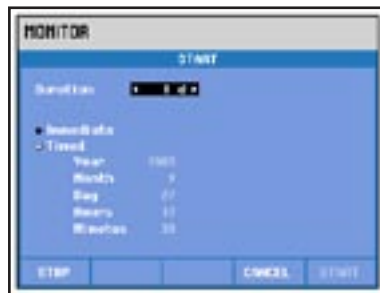 MONITOR
START
Duration
Immediate
Timed
Year
Month
Day
Hours
Minutes
STOP
CANCEL
START